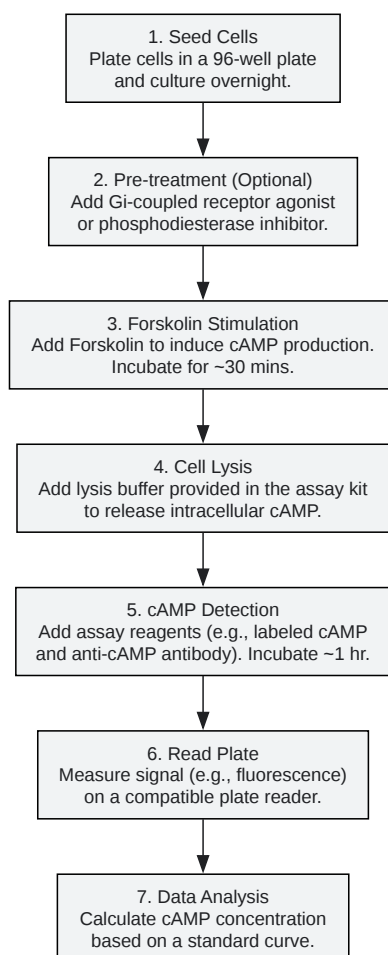 1. Seed Cells
Plate cells in a 96-well plate
and culture overnight.
2. Pre-treatment (Optional)
Add Gi-coupled receptor agonist
or phosphodiesterase inhibitor.
3. Forskolin Stimulation
Add Forskolin to induce cAMP production.
Incubate for ~30 mins.
4. Cell Lysis
Add lysis buffer provided in the assay kit
to release intracellular cAMP.
5. cAMP Detection
Add assay reagents (e.g., labeled cAMP
and anti-cAMP antibody). Incubate ~1 hr.
6. Read Plate
Measure signal (e.g., fluorescence)
on a compatible plate reader.
7. Data Analysis
Calculate cAMP concentration
based on a standard curve.